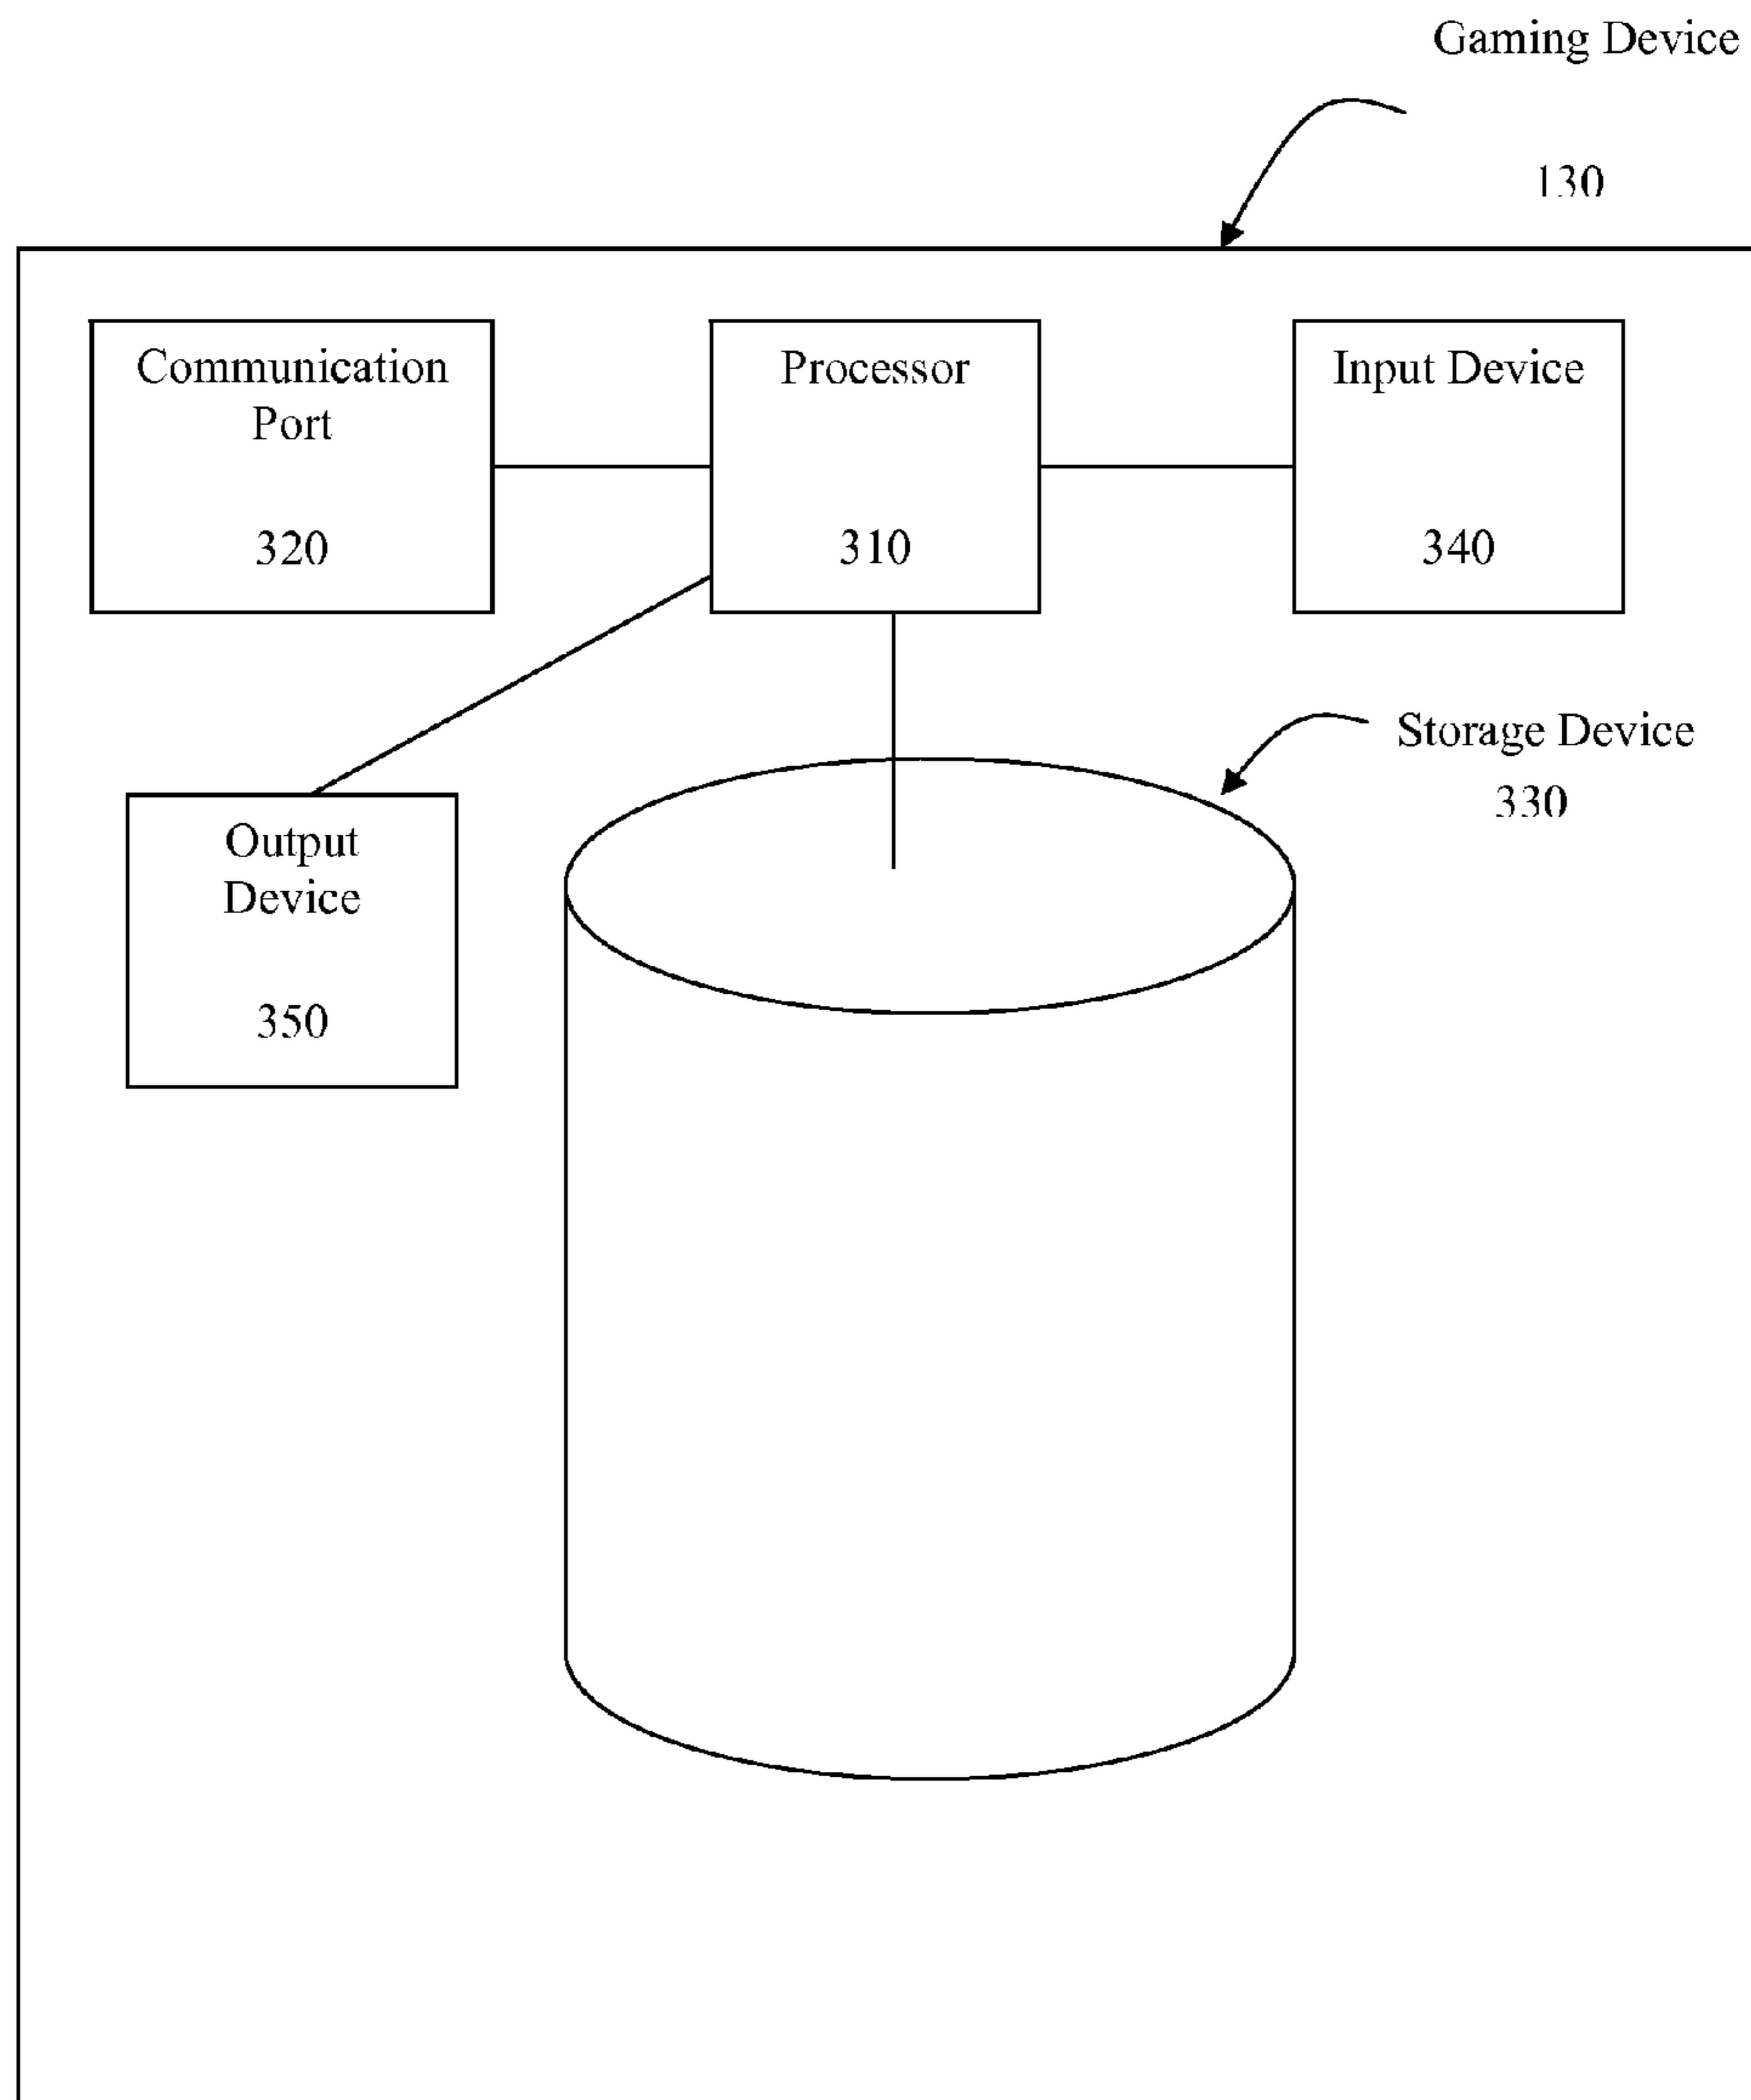 Gaming Device
130
Communication
Port
320
Processor
310
Input Device
340
Storage Device
330
Output
Device
350